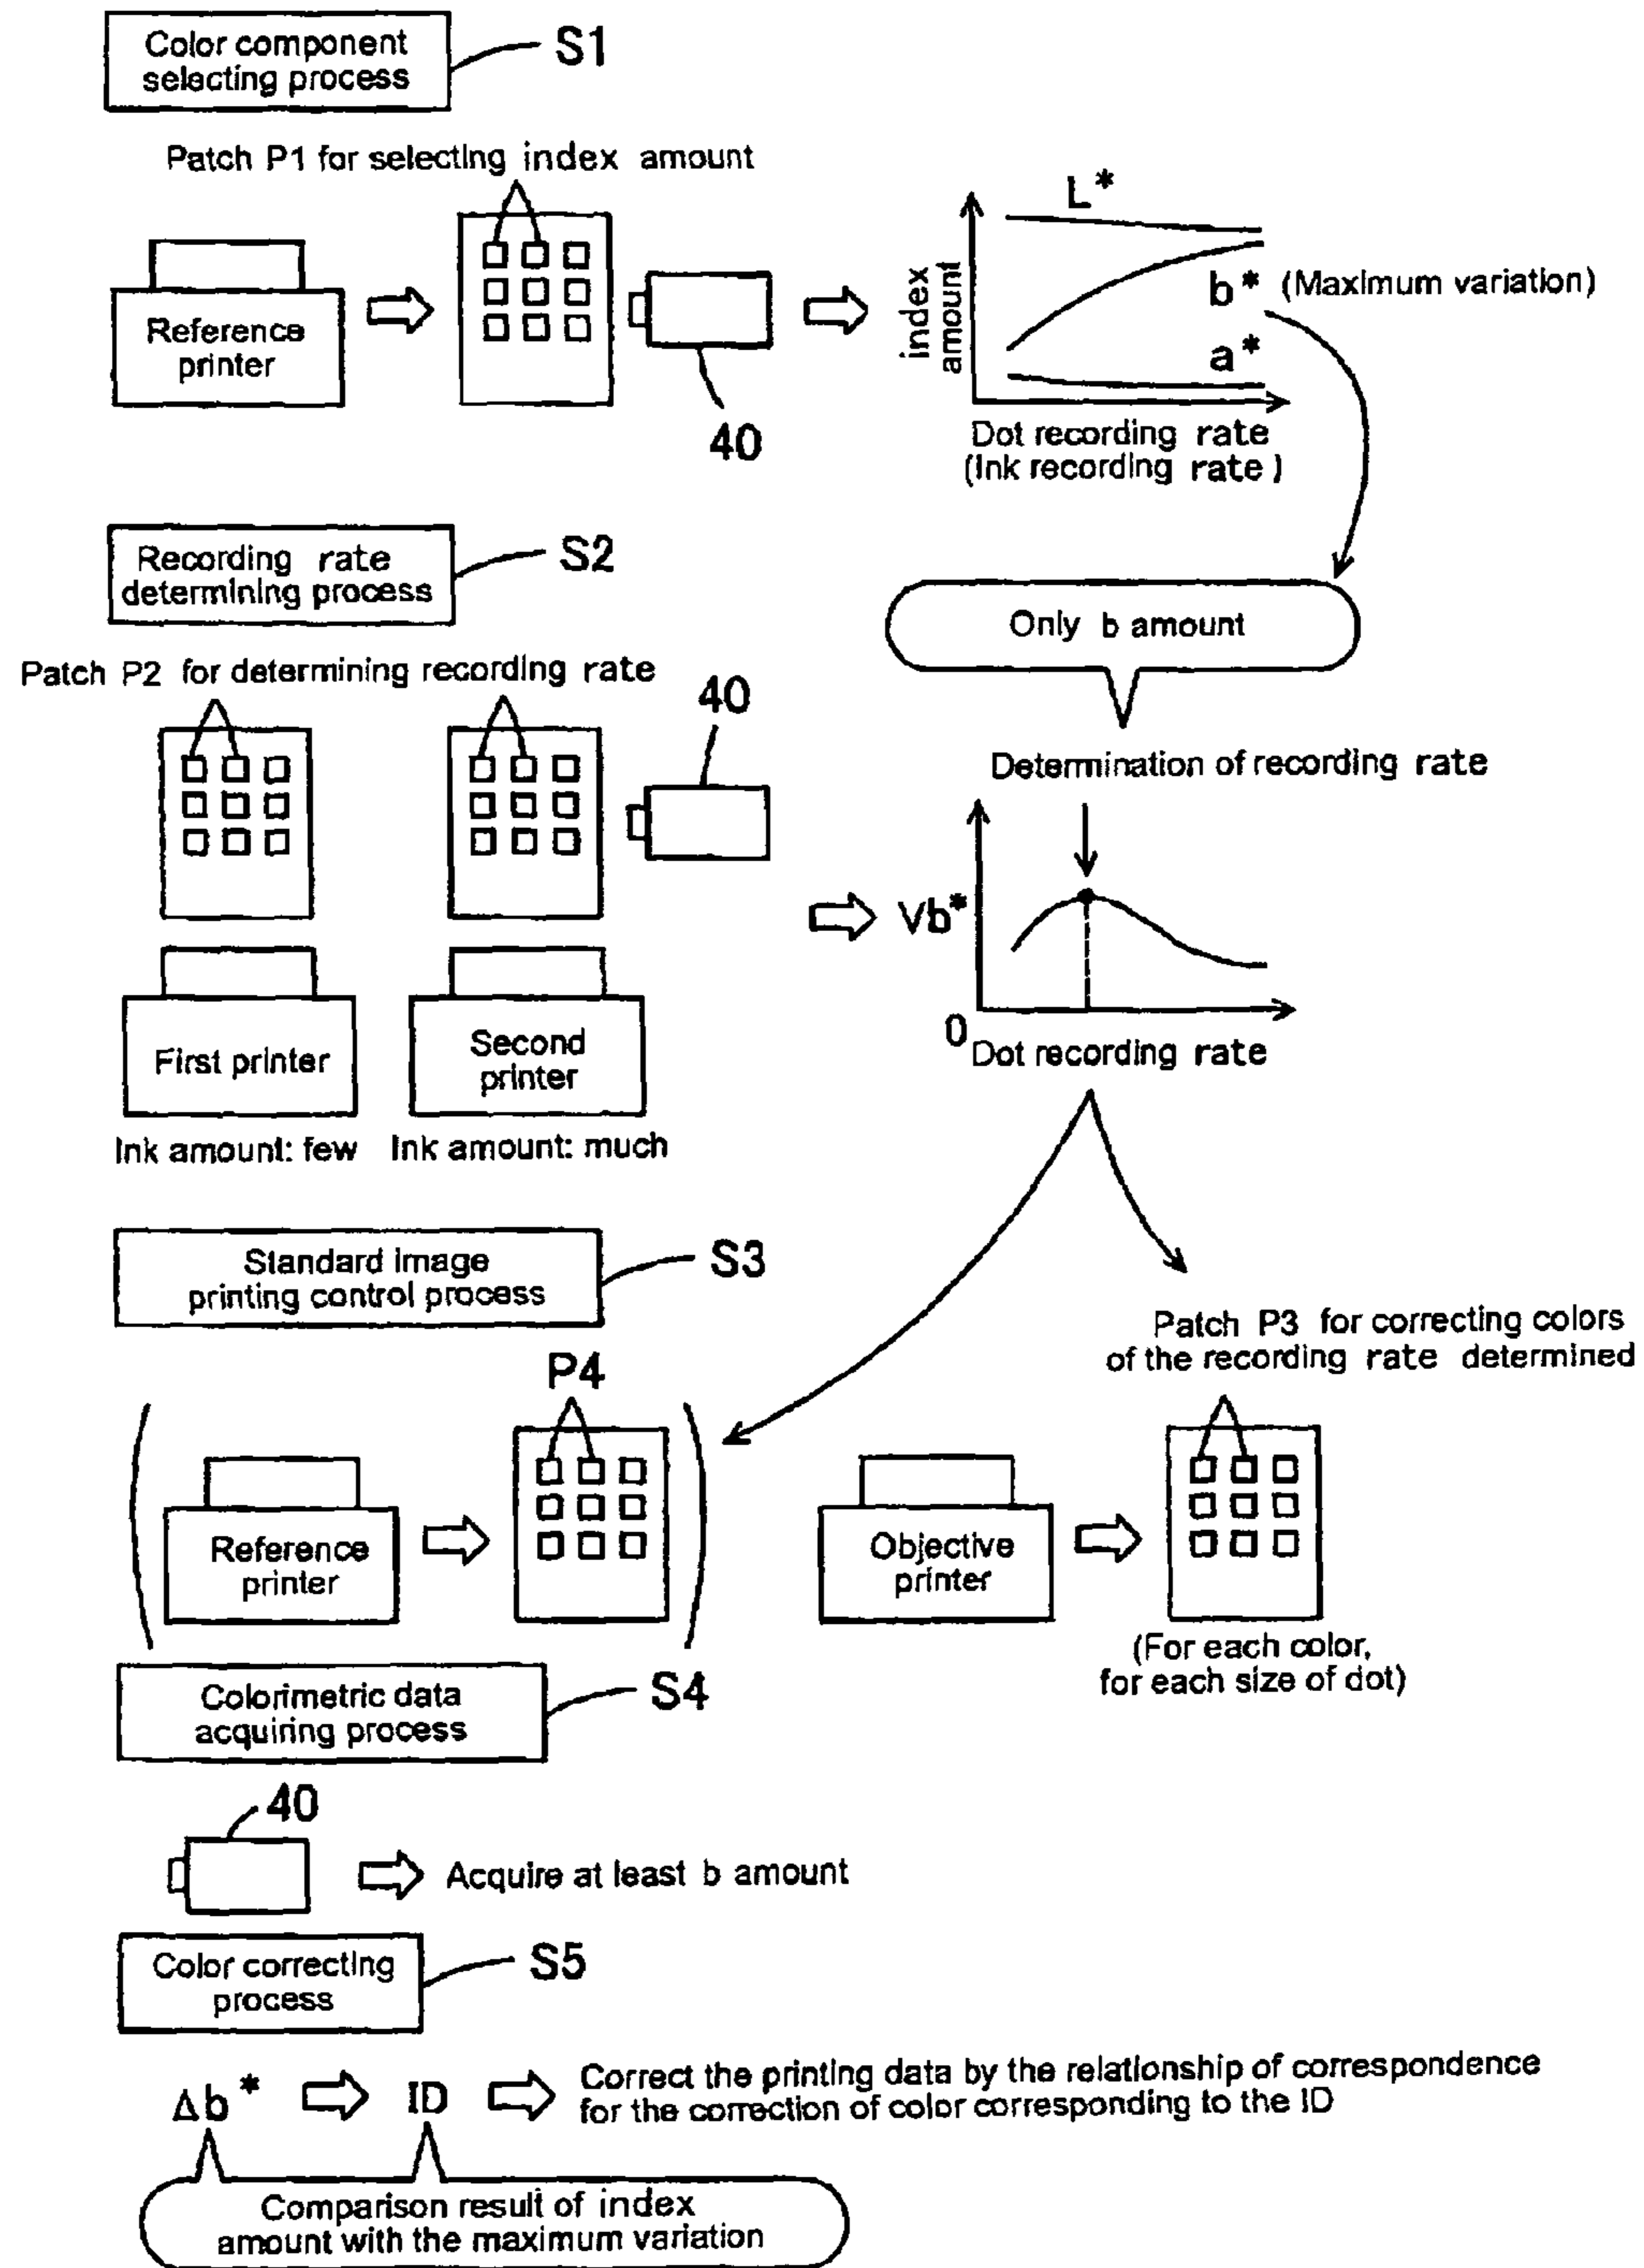 Color component
selecting process
S1
Patch P1 for selecting index amount
Reference
printer
40
index
amount
L*
b* (Maximum variation)
a*
Dot recording rate
(Ink recording rate)
Recording rate
determining process
S2
Only b amount
Patch P2 for determining recording rate
40
Determination of recording rate
Vb*
0
Dot recording rate
First printer
Second
printer
Ink amount: few
Ink amount: much
Standard image
printing control process
S3
Patch P3 for correcting colors
of the recording rate determined
P4
Reference
printer
Objective
printer
(For each color,
for each size of dot)
Colorimetric data
acquiring process
S4
40
Acquire at least b amount
Color correcting
process
S5
Δb*
ID
Correct the printing data by the relationship of correspondence
for the correction of color corresponding to the ID
Comparison result of index
amount with the maximum variation